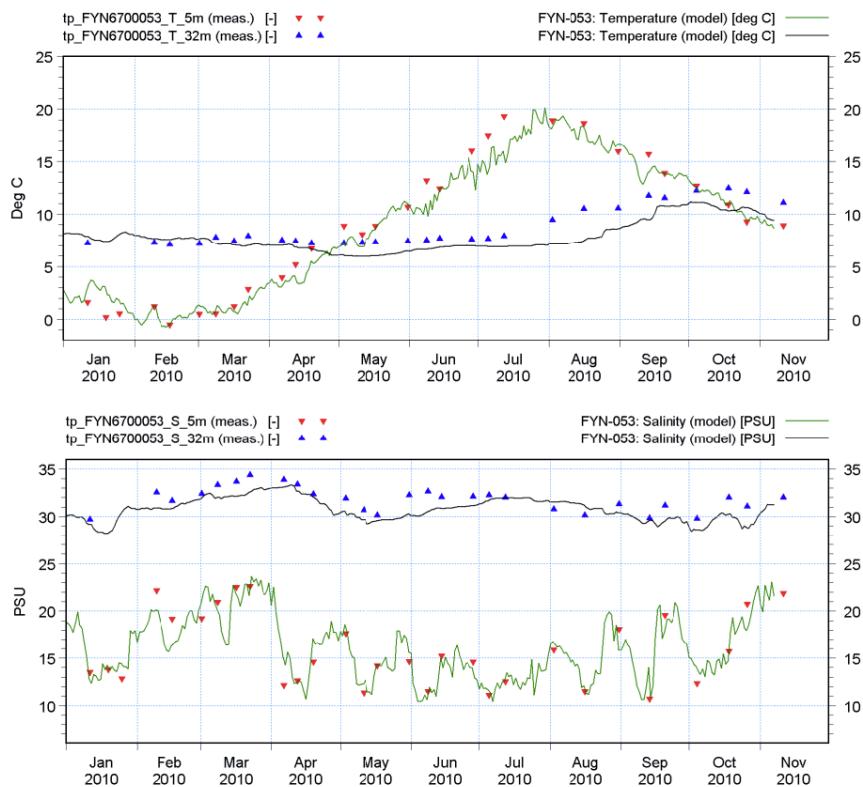 tp_FYN6700053_T_5m (meas.) [-] FYN-053: Temperature (model) [deg C]
tp_FYN6700053_T_32m (meas.) [-] FYN-053: Temperature (model) [deg C]
25 25
20 20
15 15
10 10
5 5
0 0
Deg C
Jan Feb Mar Apr May Jun Jul Aug Sep Oct Nov
2010 2010 2010 2010 2010 2010 2010 2010 2010 2010 2010
tp_FYN6700053_S_5m (meas.) [-] FYN-053: Salinity (model) [PSU]
tp_FYN6700053_S_32m (meas.) [-] FYN-053: Salinity (model) [PSU]
35 35
30 30
25 25
20 20
15 15
10 10
PSU
Jan Feb Mar Apr May Jun Jul Aug Sep Oct Nov
2010 2010 2010 2010 2010 2010 2010 2010 2010 2010 2010